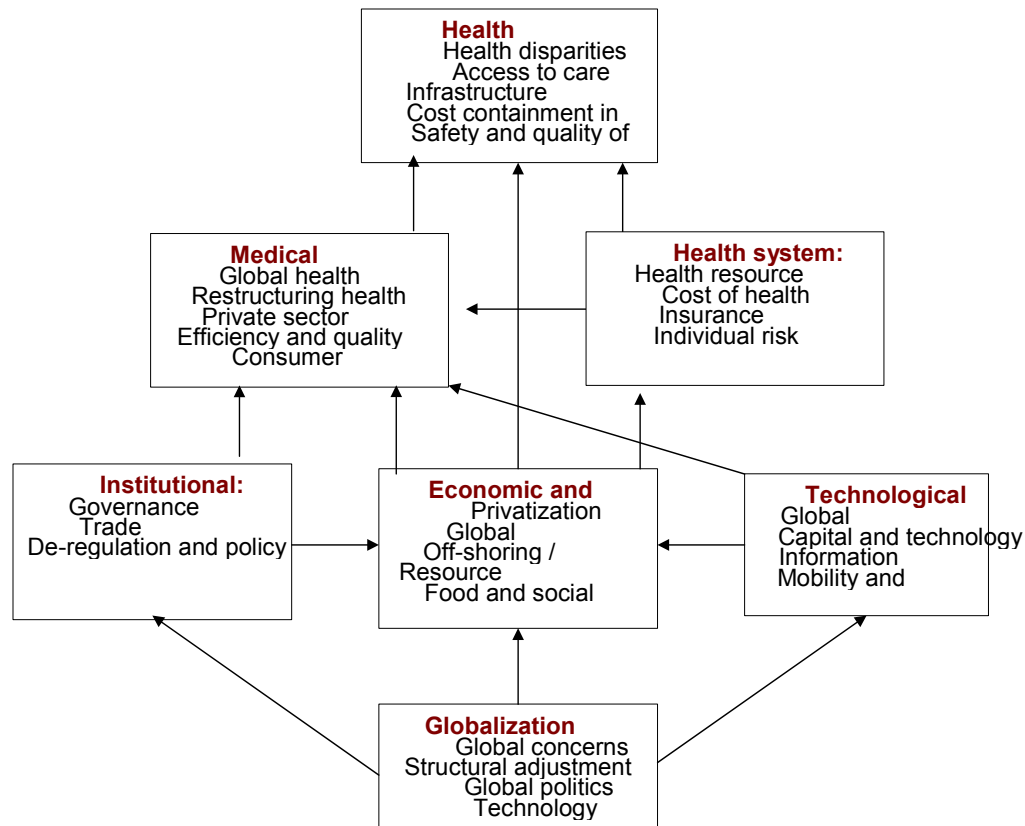 Health
Health disparities
Access to care
Infrastructure
Cost containment in
Safety and quality of
Medical
Global health
Restructuring health
Private sector
Efficiency and quality
Consumer
Health system:
Health resource
Cost of health
Insurance
Individual risk
Institutional:
Governance
Trade
De-regulation and policy
Economic and
Privatization
Global
Off-shoring /
Resource
Food and social
Technological
Global
Capital and technology
Information
Mobility and
Globalization
Global concerns
Structural adjustment
Global politics
Technology